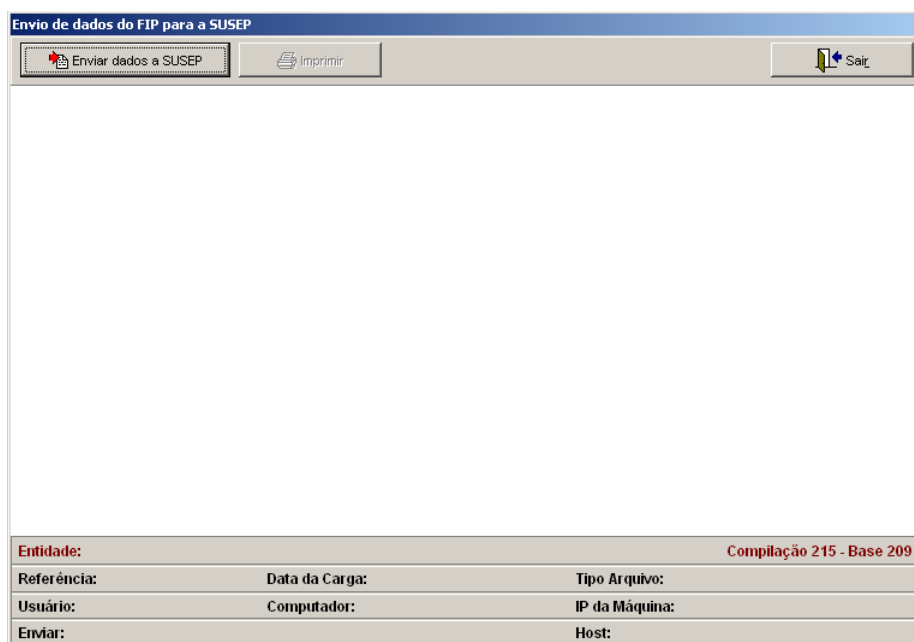 Envio de dados do FIP para a SUSEP
Enviar dados a SUSEP Imprimir Sair
Entidade: Compilação 215 - Base 209
Referência: Data da Carga: Tipo Arquivo:
Usuário: Computador: IP da Máquina:
Enviar: Host: